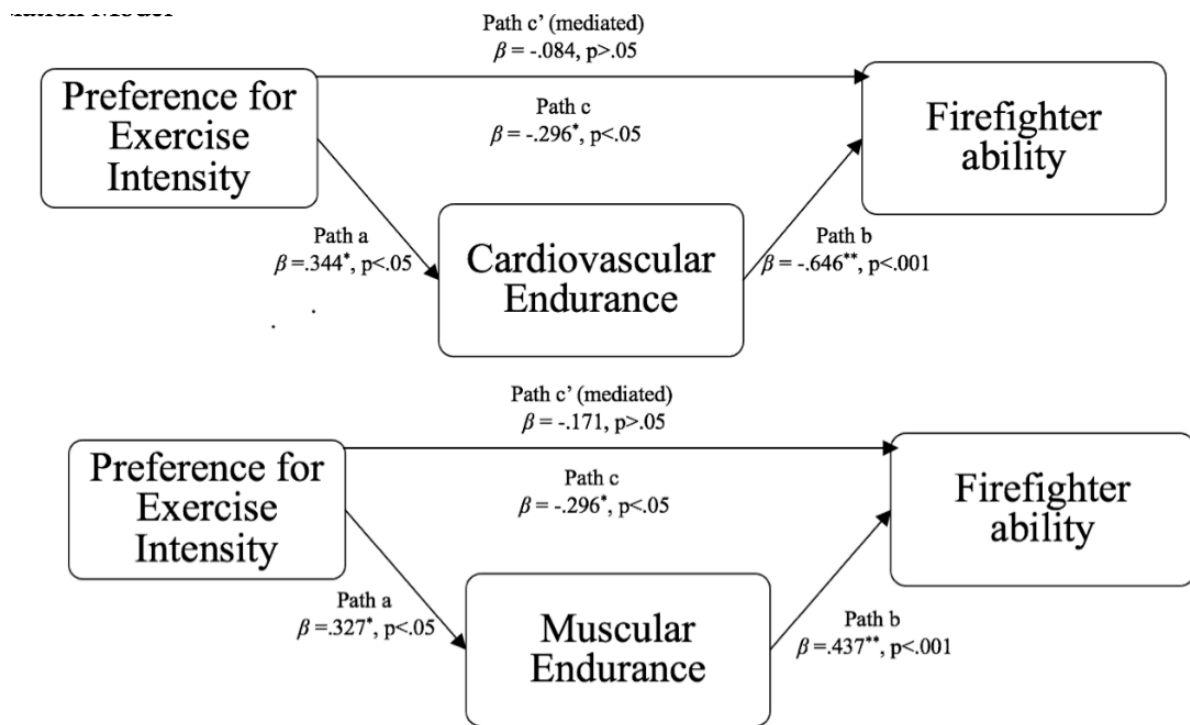 Path c’ (mediated)
β = -.084, p>.05
Preference for
Exercise
Intensity
Path c
β = -.296*, p<.05
Firefighter
ability
Path a
β =.344*, p<.05
Cardiovascular
Endurance
Path b
β = -.646**, p<.001
Path c’ (mediated)
β = -.171, p>.05
Preference for
Exercise
Intensity
Path c
β = -.296*, p<.05
Firefighter
ability
Path a
β =.327*, p<.05
Muscular
Endurance
Path b
β =.437**, p<.001